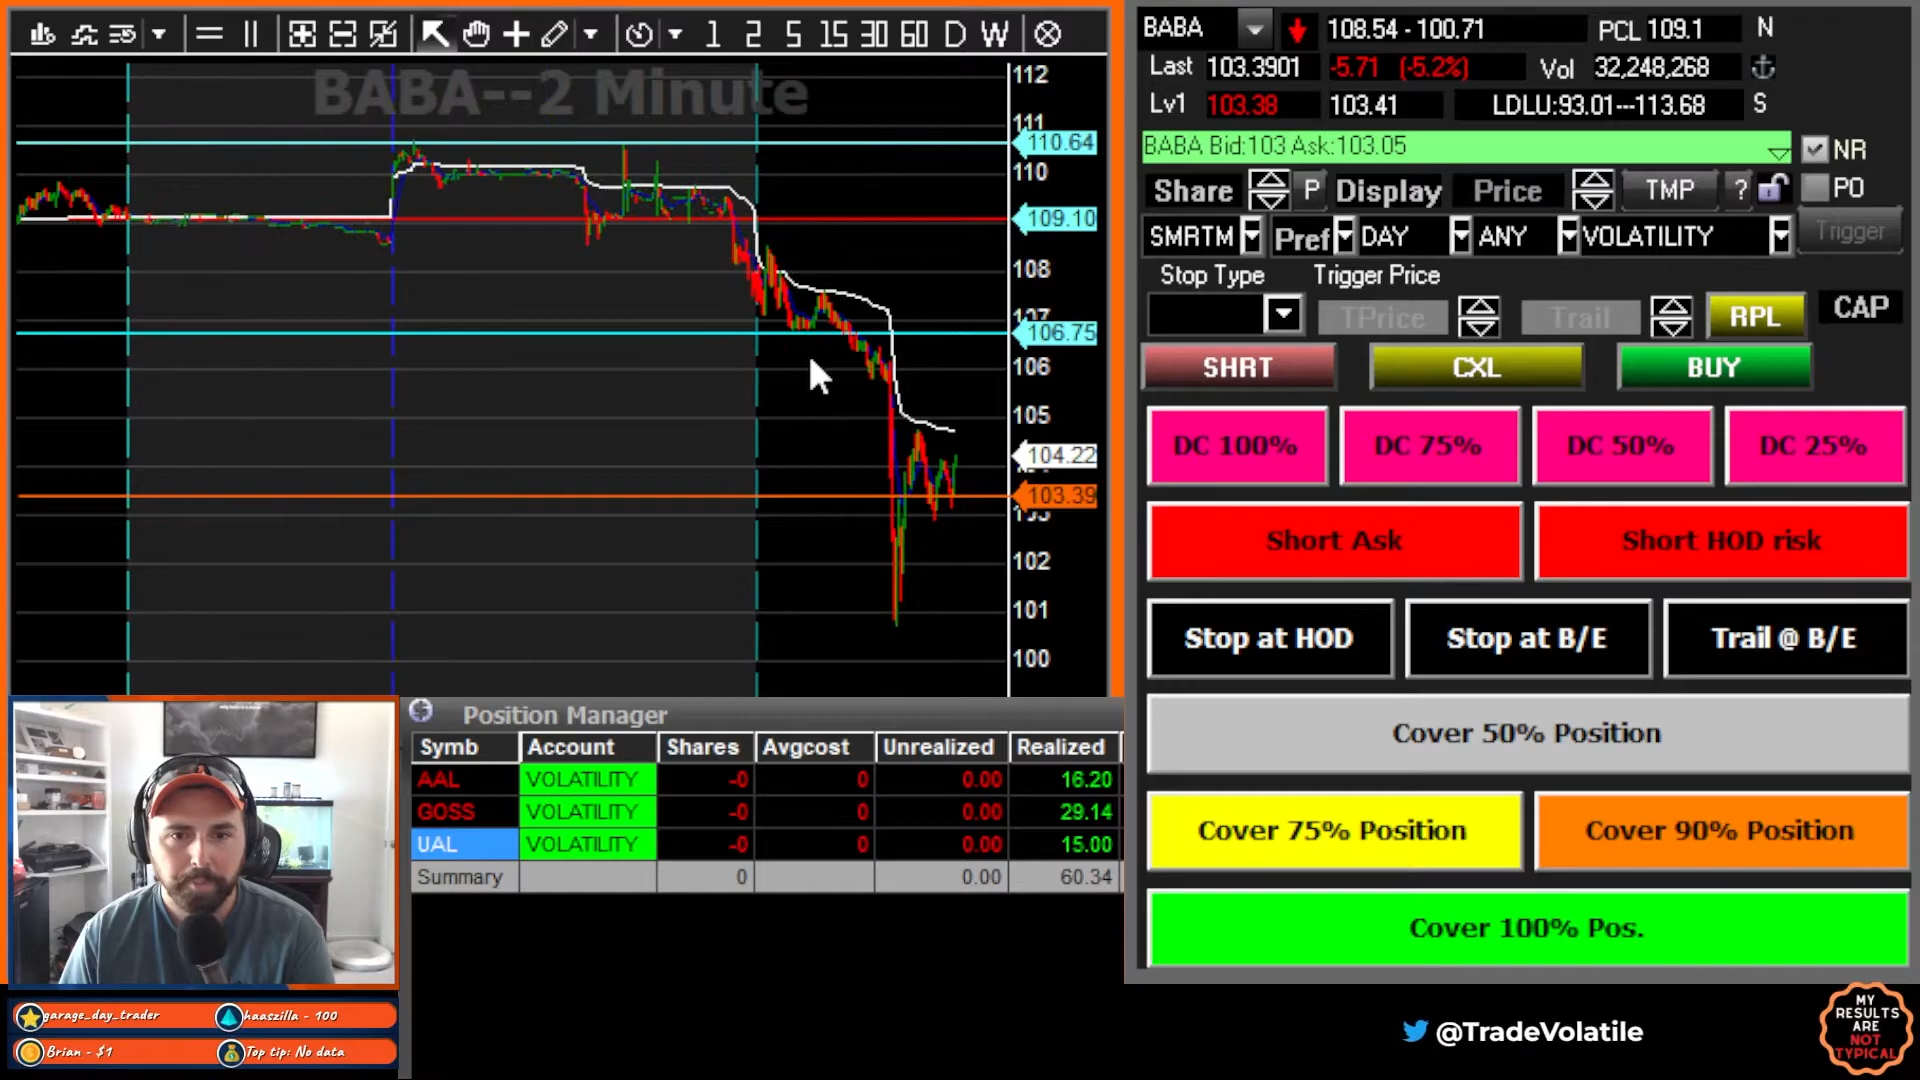 1 2 5 15 30 60 D W
BABA--2 Minute
112
111
110.64
110
109.10
108
107
106.75
106
105
104.22
103.39
103
102
101
100
BABA 108.54 - 100.71 PCL 109.1 N
Last 103.3901 -5.71 (-5.2%) Vol 32,248,268
Lv1 103.38 103.41 LDLU:93.01---113.68 S
BABA Bid:103 Ask:103.05 NR
Share P Display Price TMP ? PO
SMRTM Pref DAY ANY VOLATILITY Trigger
Stop Type Trigger Price
TPrice Trail RPL CAP
SHRT CXL BUY
DC 100% DC 75% DC 50% DC 25%
Short Ask Short HOD risk
Stop at HOD Stop at B/E Trail @ B/E
Cover 50% Position
Cover 75% Position Cover 90% Position
Cover 100% Pos.
Position Manager
Symb Account Shares Avgcost Unrealized Realized
AAL VOLATILITY -0 0 0.00 16.20
GOSS VOLATILITY -0 0 0.00 29.14
UAL VOLATILITY -0 0 0.00 15.00
Summary 0 0.00 60.34
garage_day_trader haaszilla - 100
Brian - $1 Top tip: No data
@TradeVolatile
MY
RESULTS
ARE
NOT
TYPICAL